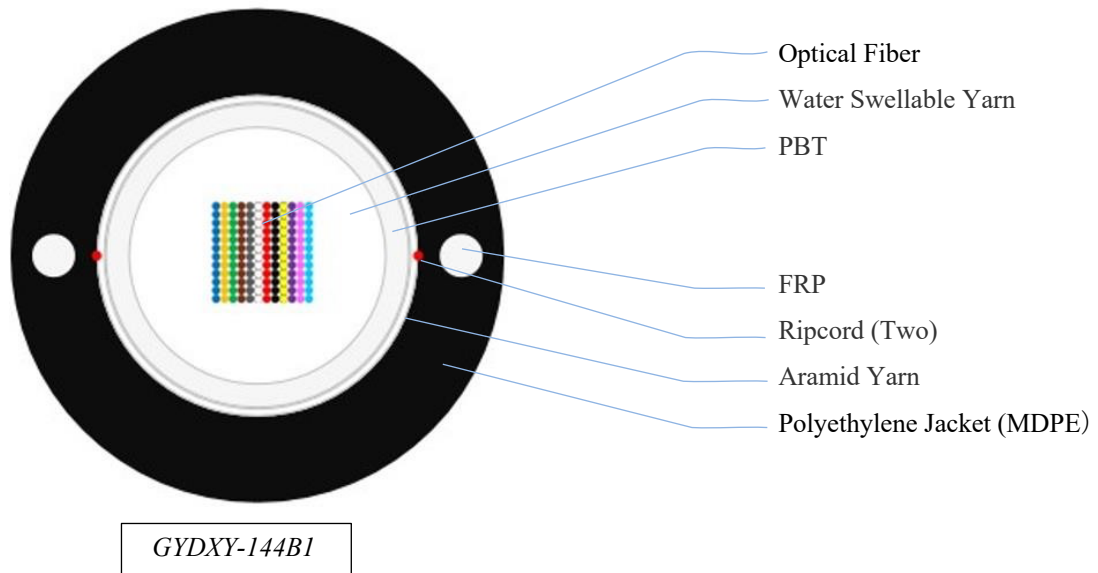 Optical Fiber
Water Swellable Yarn
PBT
FRP
Ripcord (Two)
Aramid Yarn
Polyethylene Jacket (MDPE）
GYDXY-144B1